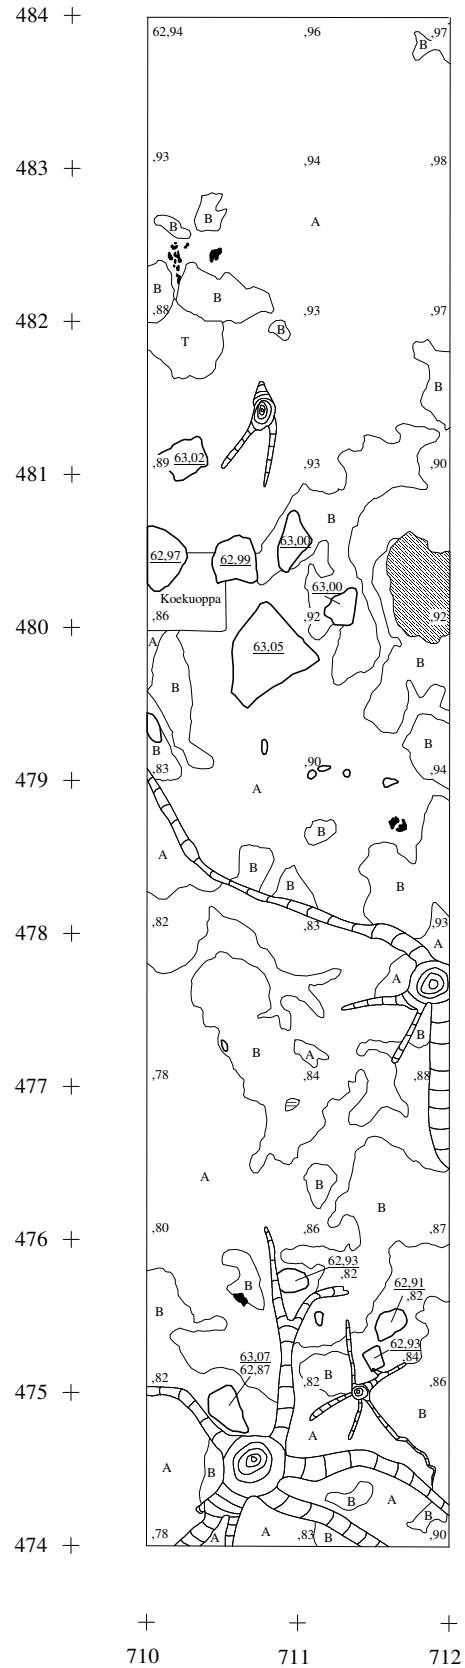 484
62,94 ,96 ,97
B
483
,93 ,94 ,98
B B A
B B
482
,88 ,93 ,97
T B
B
481
,89 63,02 ,93 ,90
B
62,97 62,99 63,00
63,00
Koekuoppa
480
,86 ,92 ,92
A
63,05
B
B
B B
,90
479
,83 ,94
A
B
A B B B
478
,82 ,83 ,93
A
A
B
B A
477
,78 ,84 ,88
A B
B
476
,80 ,86 ,87
62,93
,82
B 62,91
,82
B
62,93
,84
63,07
62,87
475
,82 B ,82 ,86
B
A
A B
B A
B
474
,78 A A ,83 B ,90
710 711 712